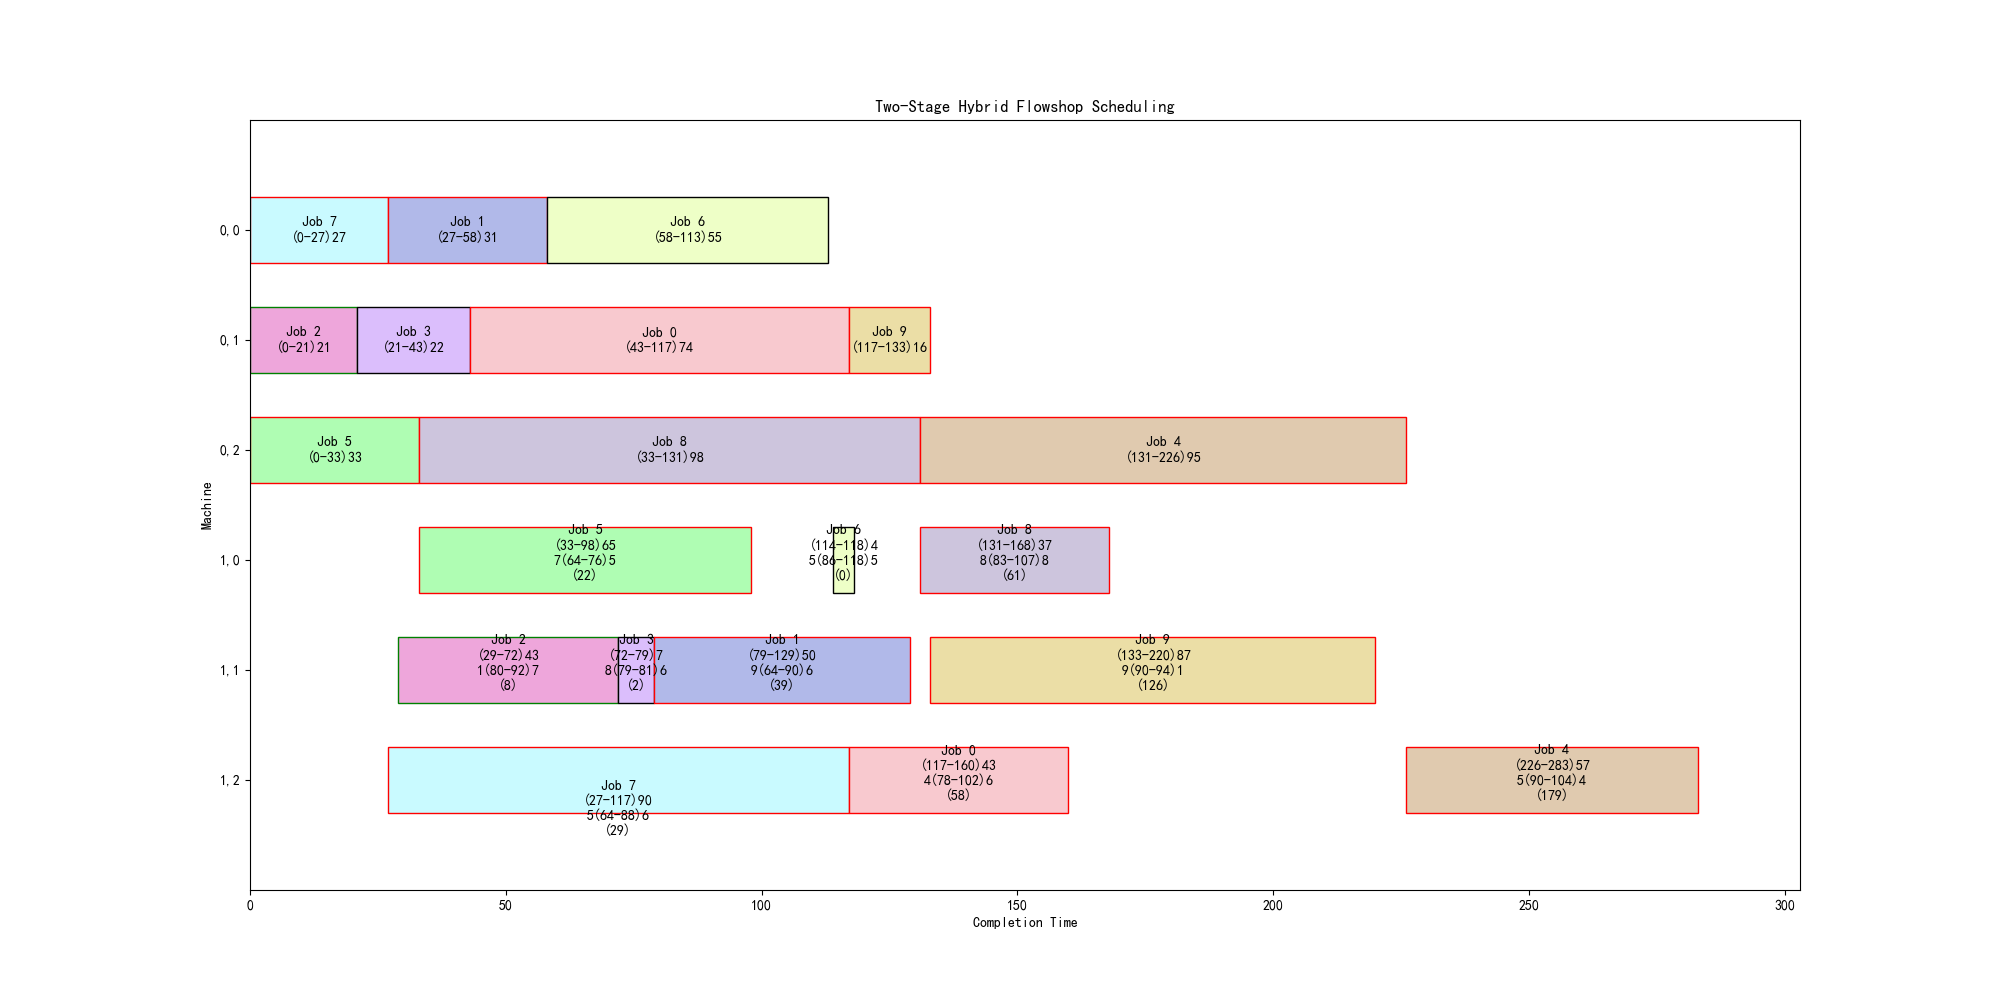 Two-Stage Hybrid Flowshop Scheduling
Machine
0,0
Job 7
(0-27)27
Job 1
(27-58)31
Job 6
(58-113)55
0,1
Job 2
(0-21)21
Job 3
(21-43)22
Job 0
(43-117)74
Job 9
(117-133)16
0,2
Job 5
(0-33)33
Job 8
(33-131)98
Job 4
(131-226)95
1,0
Job 5
(33-98)65
7(64-76)5
(22)
Job 6
(114-118)4
5(86-118)5
(0)
Job 8
(131-168)37
8(83-107)8
(61)
1,1
Job 2
(29-72)43
1(80-92)7
(8)
Job 3
(72-79)7
8(79-81)6
(2)
Job 1
(79-129)50
9(64-90)6
(39)
Job 9
(133-220)87
9(90-94)1
(126)
1,2
Job 7
(27-117)90
5(64-88)6
(29)
Job 0
(117-160)43
4(78-102)6
(58)
Job 4
(226-283)57
5(90-104)4
(179)
0
50
100
150
200
250
300
Completion Time